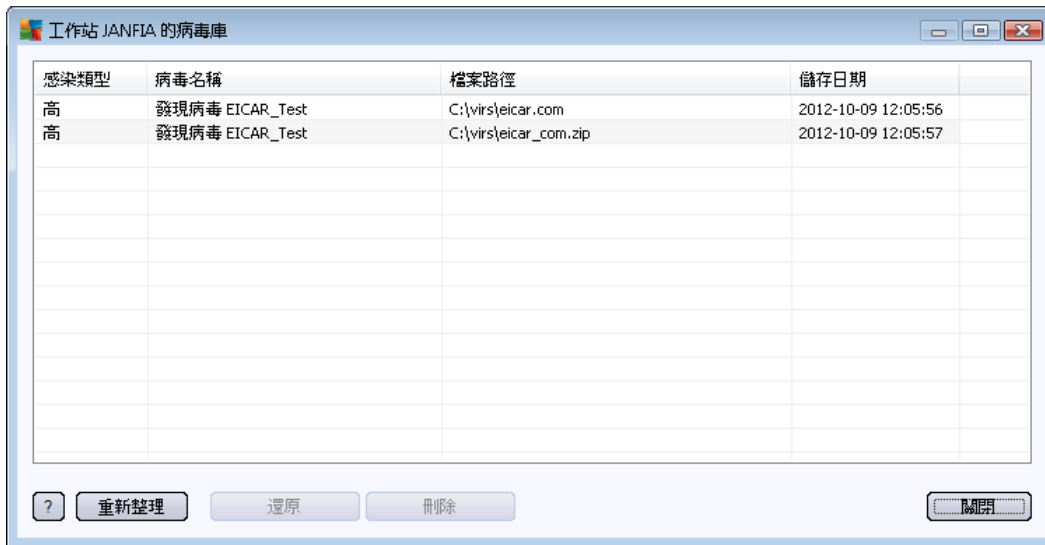 工作站 JANFIA 的病毒庫
感染類型 病毒名稱 檔案路徑 儲存日期
高 發現病毒 EICAR_Test C:\virs\eicar.com 2012-10-09 12:05:56
高 發現病毒 EICAR_Test C:\virs\eicar_com.zip 2012-10-09 12:05:57
? 重新整理 還原 刪除 關閉